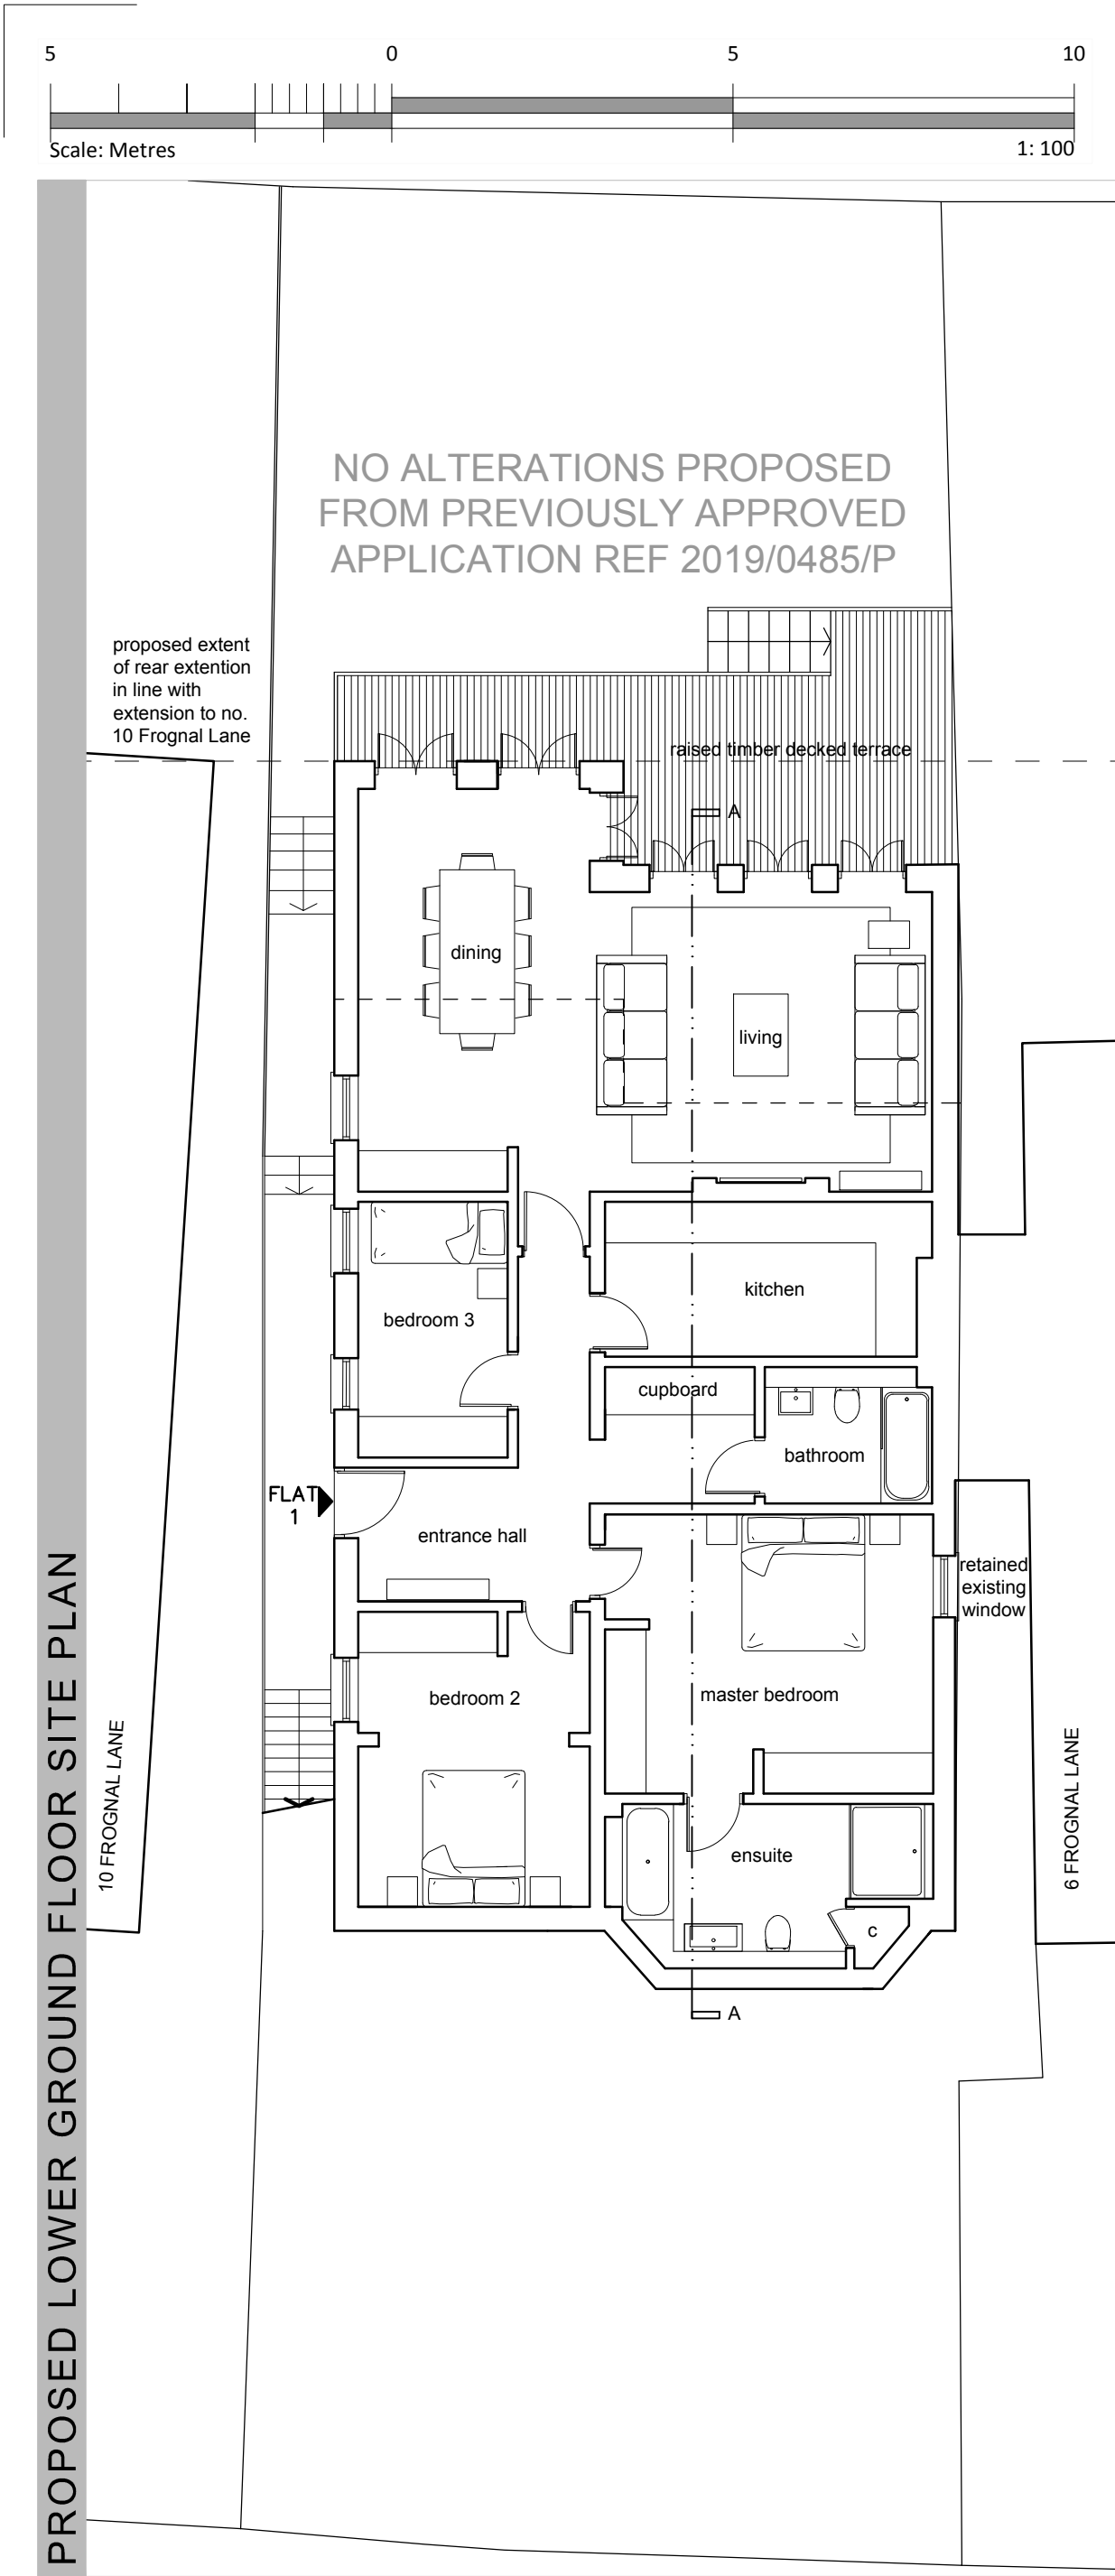 5 0 5 10
Scale: Metres 1: 100
NO ALTERATIONS PROPOSED
FROM PREVIOUSLY APPROVED
APPLICATION REF 2019/0485/P
proposed extent
of rear extention
in line with
extension to no.
10 Frognal Lane
raised timber decked terrace
A
dining
living
kitchen
bedroom 3
cupboard
bathroom
FLAT
1
entrance hall
retained
existing
window
bedroom 2
master bedroom
10 FROGNAL LANE
6 FROGNAL LANE
ensuite
c
A
PROPOSED LOWER GROUND FLOOR SITE PLAN